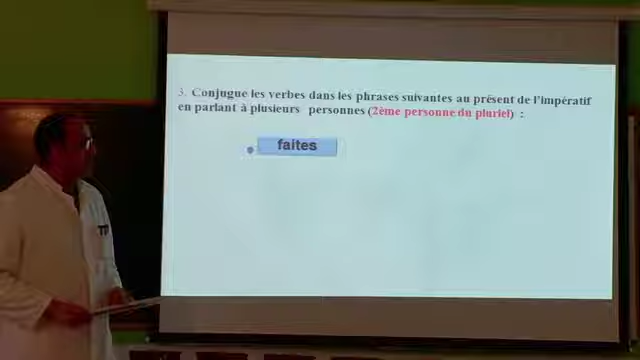 3. Conjugue les verbes dans les phrases suivantes au présent de l'impératif
en parlant à plusieurs personnes (2ème personne du pluriel) :
faites